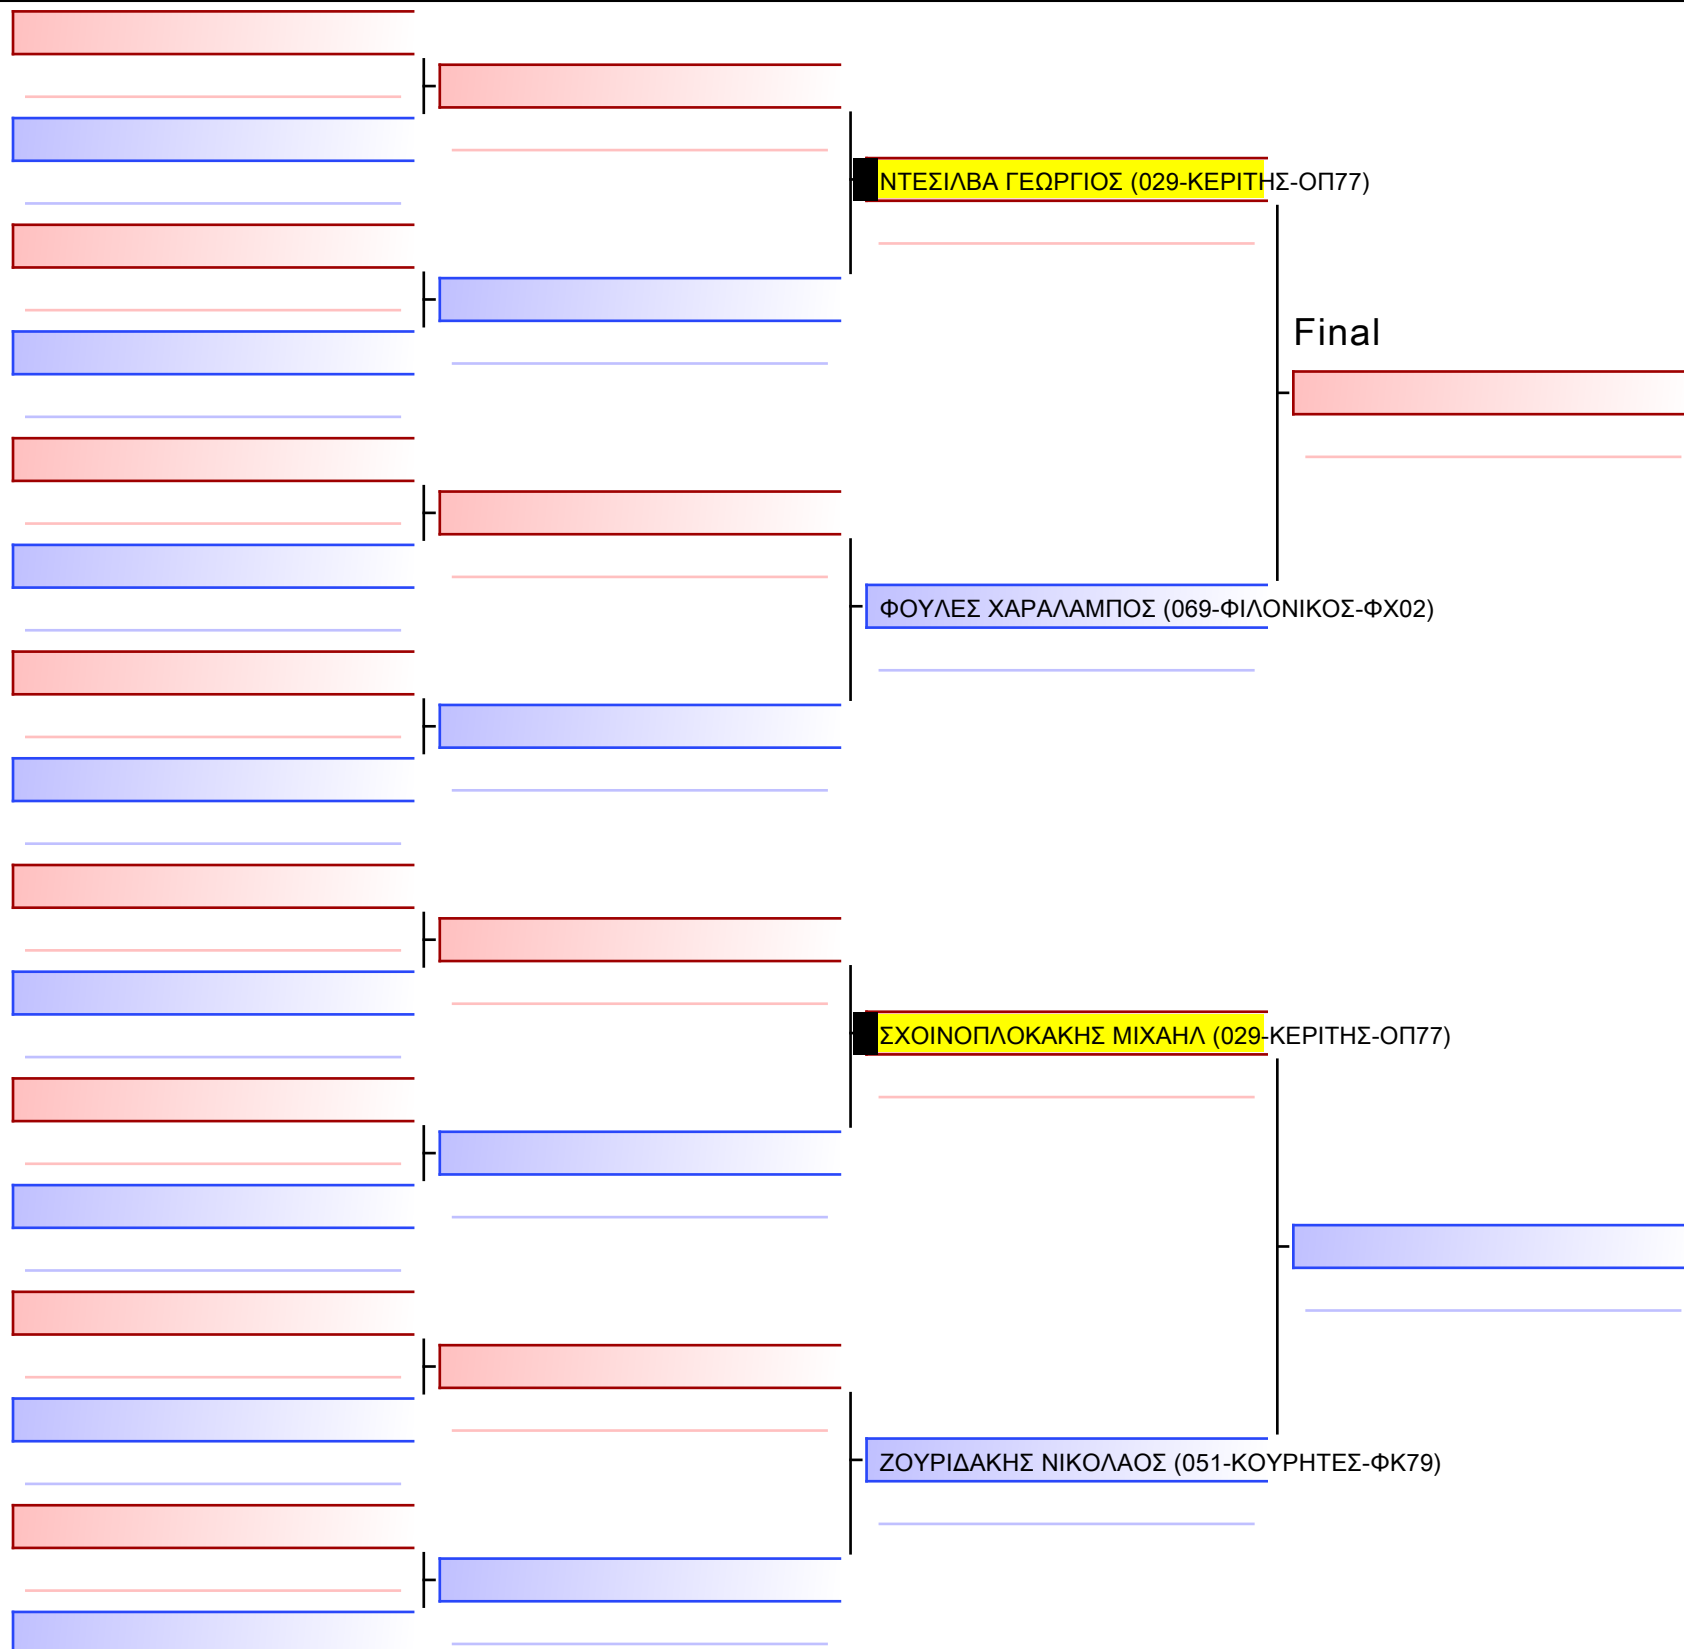 ΝΤΕΣΙΛΒΑ ΓΕΩΡΓΙΟΣ (029-ΚΕΡΙΤΗΣ-ΟΠ77)
Final
ΦΟΥΛΕΣ ΧΑΡΑΛΑΜΠΟΣ (069-ΦΙΛΟΝΙΚΟΣ-ΦΧ02)
ΣΧΟΙΝΟΠΛΟΚΑΚΗΣ ΜΙΧΑΗΛ (029-ΚΕΡΙΤΗΣ-ΟΠ77)
ΖΟΥΡΙΔΑΚΗΣ ΝΙΚΟΛΑΟΣ (051-ΚΟΥΡΗΤΕΣ-ΦΚ79)